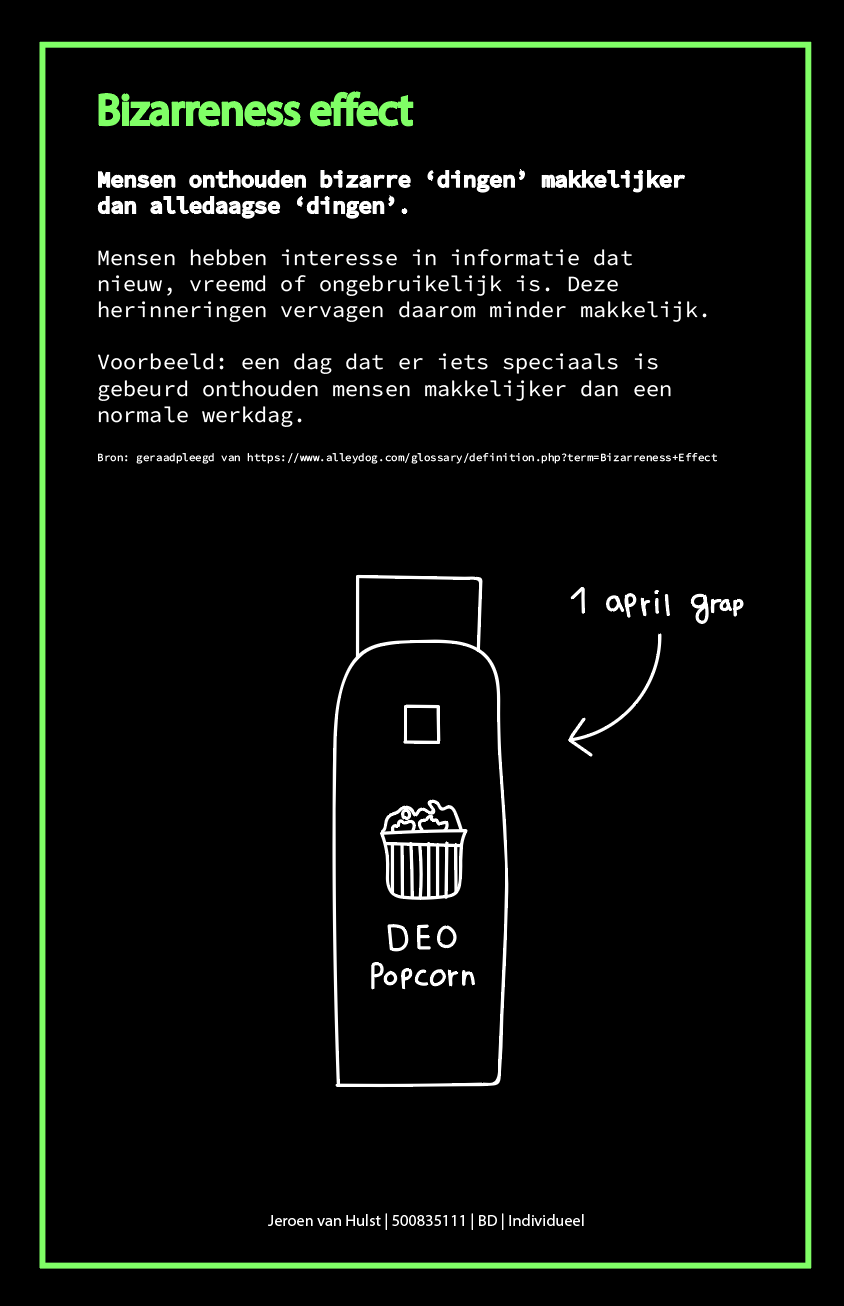 Bizarreness effect
Mensen onthouden bizarre ‘dingen’ makkelijker
dan alledaagse ‘dingen’.
Mensen hebben interesse in informatie dat
nieuw, vreemd of ongebruikelijk is. Deze
herinneringen vervagen daarom minder makkelijk.
Voorbeeld: een dag dat er iets speciaals is
gebeurd onthouden mensen makkelijker dan een
normale werkdag.
Bron: geraadpleegd van https://www.alleydog.com/glossary/definition.php?term=Bizarreness+Effect
1 april grap
DEO
Popcorn
Jeroen van Hulst | 500835111 | BD | Individueel